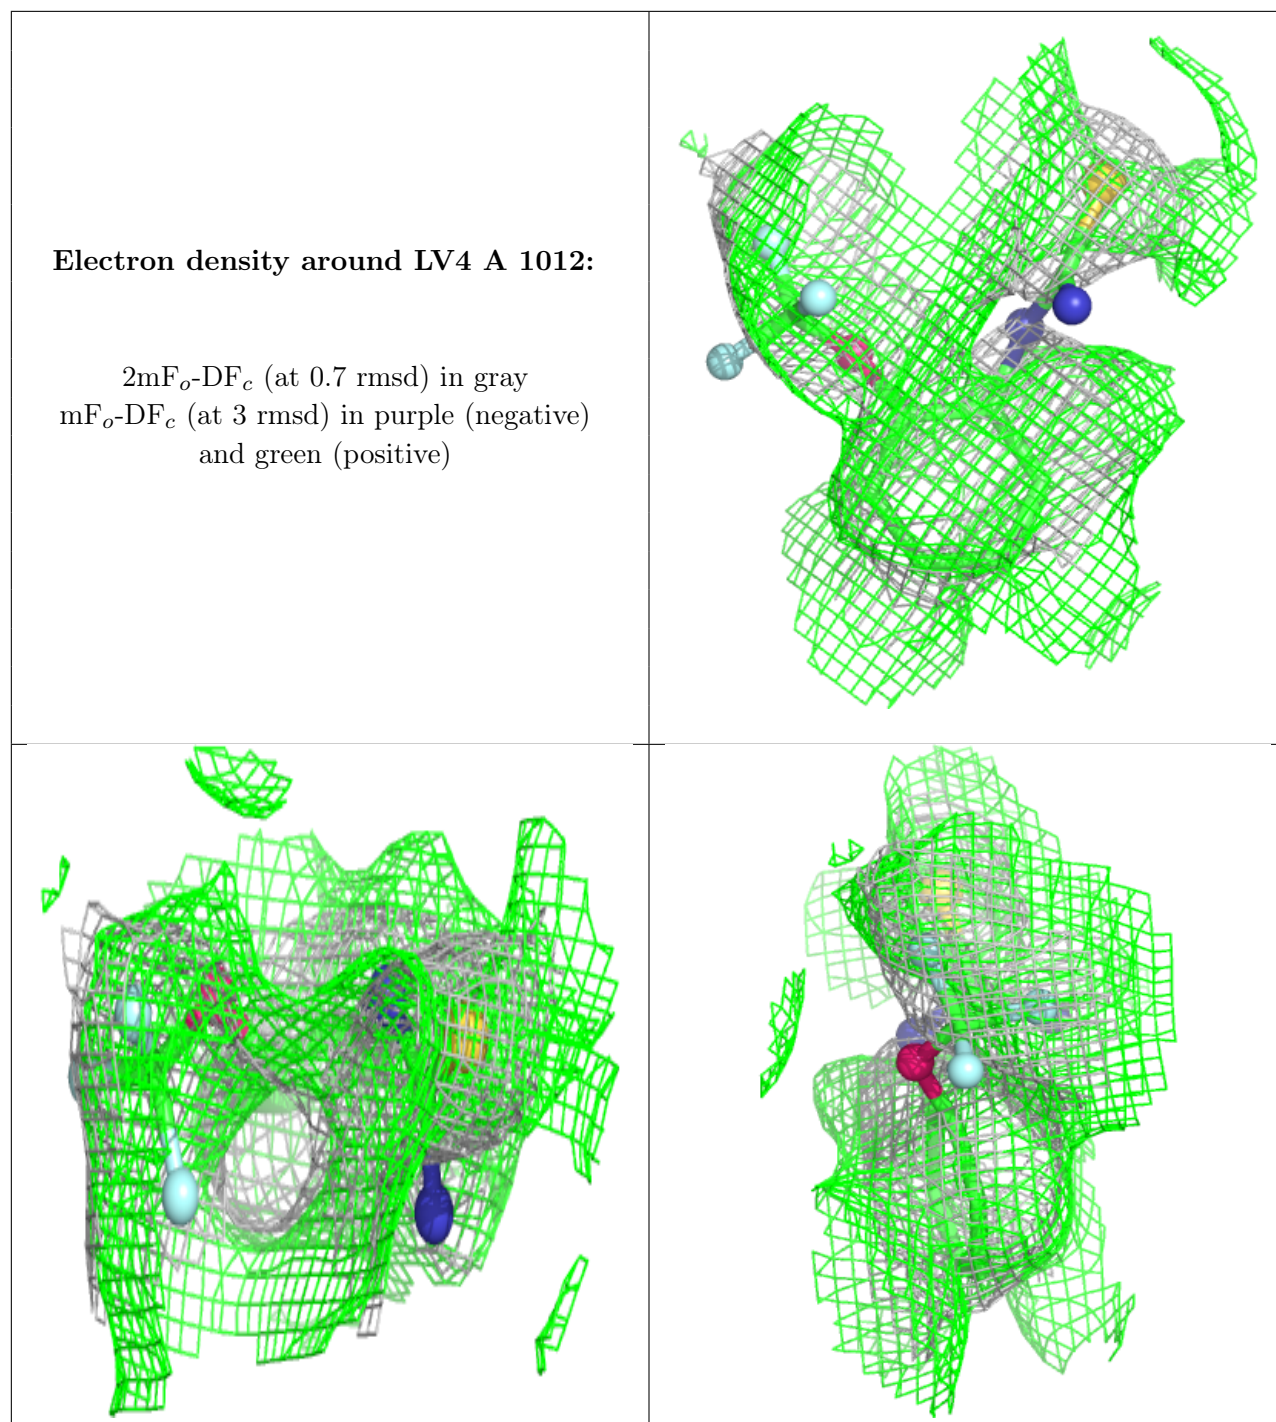 Electron density around LV4 A 1012:
2mFo-DFc (at 0.7 rmsd) in gray
mFo-DFc (at 3 rmsd) in purple (negative)
and green (positive)